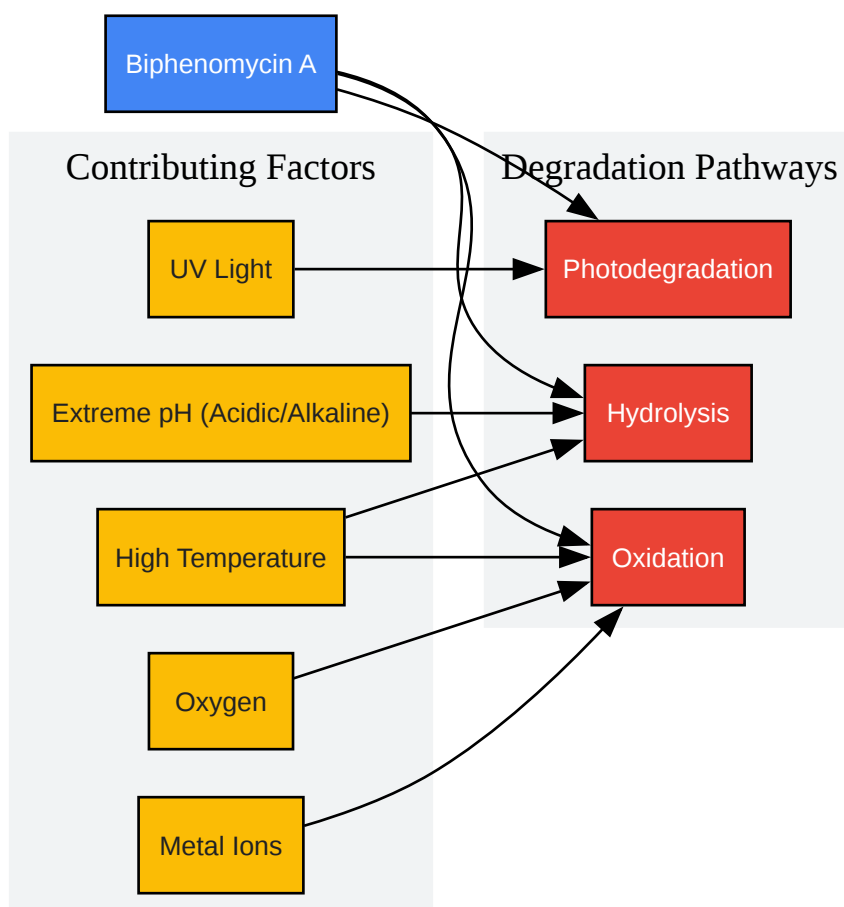 Biphenomycin A
Contributing Factors
Degradation Pathways
UV Light
Photodegradation
Extreme pH (Acidic/Alkaline)
Hydrolysis
High Temperature
Oxidation
Oxygen
Metal Ions